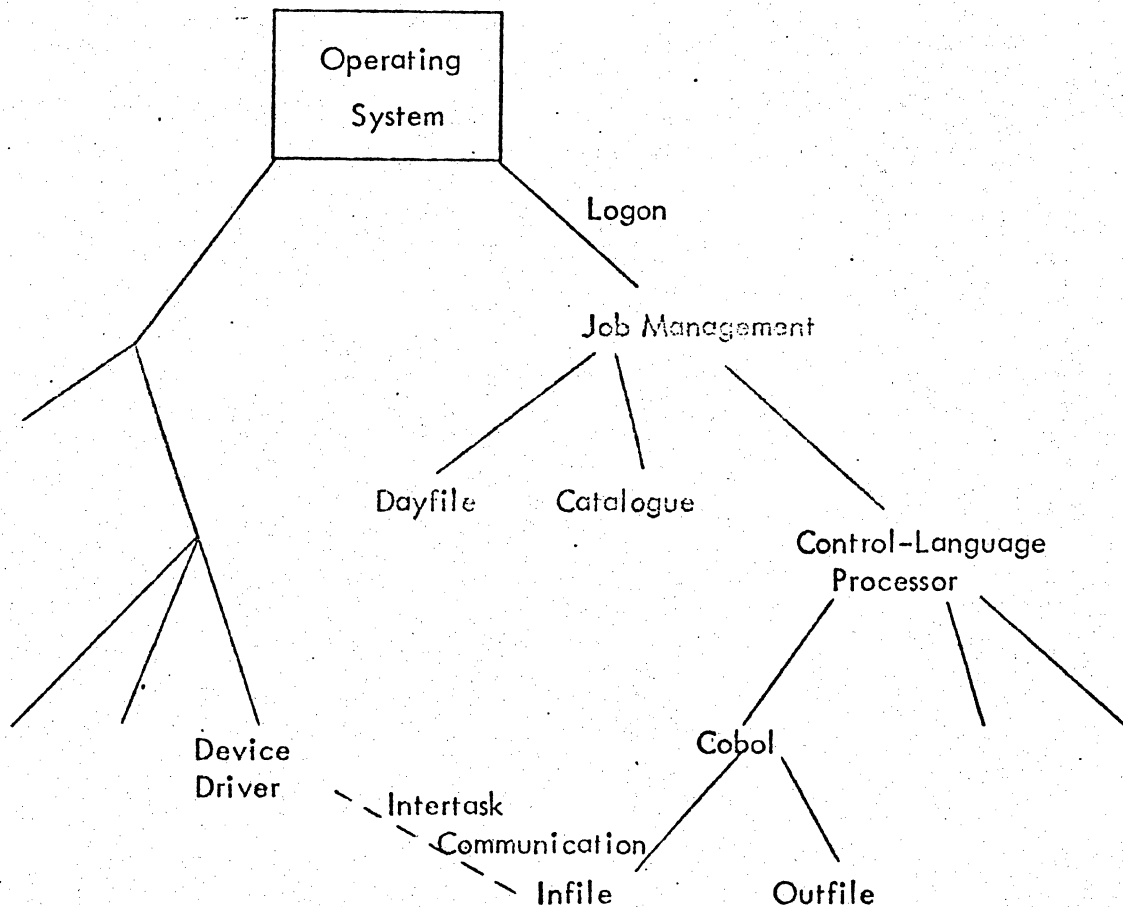 Operating
System
Logon
Job Management
Dayfile
Catalogue
Control-Language
Processor
Device
Driver
Cobol
Intertask
Communication
Infile
Outfile